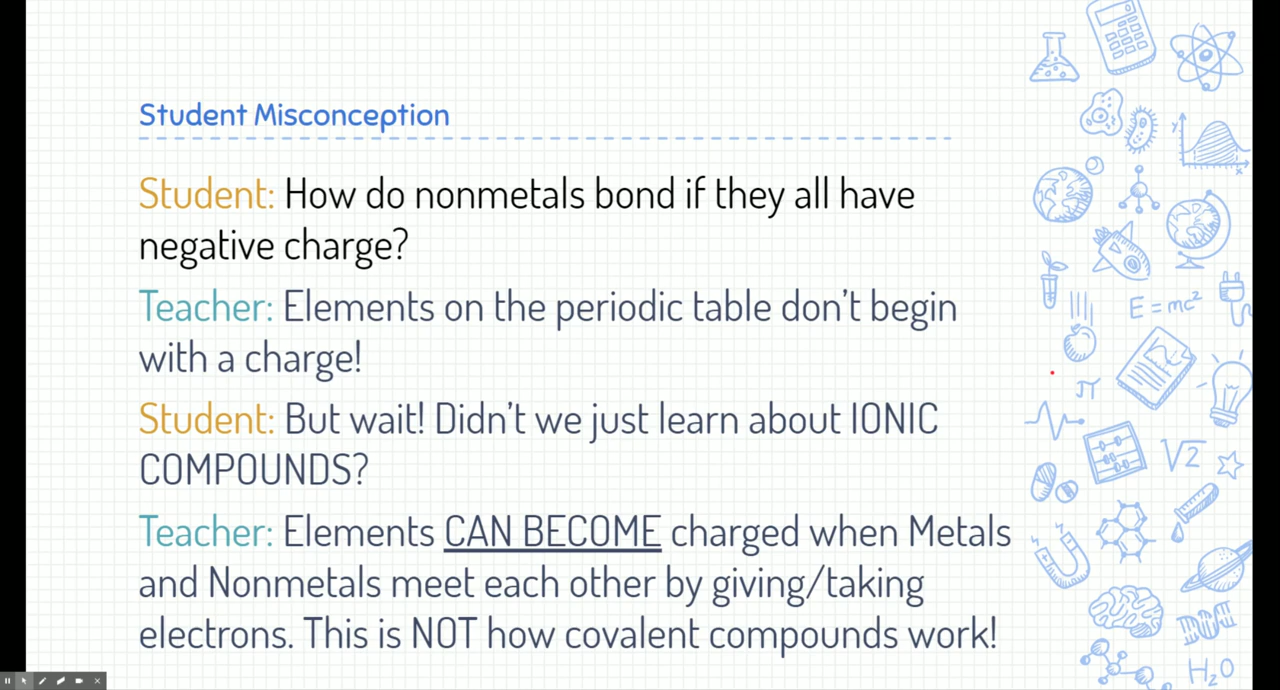 Student Misconception
Student: How do nonmetals bond if they all have
negative charge?
Teacher: Elements on the periodic table don't begin
with a charge!
Student: But wait! Didn't we just learn about IONIC
COMPOUNDS?
Teacher: Elements CAN BECOME charged when Metals
and Nonmetals meet each other by giving/taking
electrons. This is NOT how covalent compounds work!
y
x
E=mc²
π
√2
H₂O